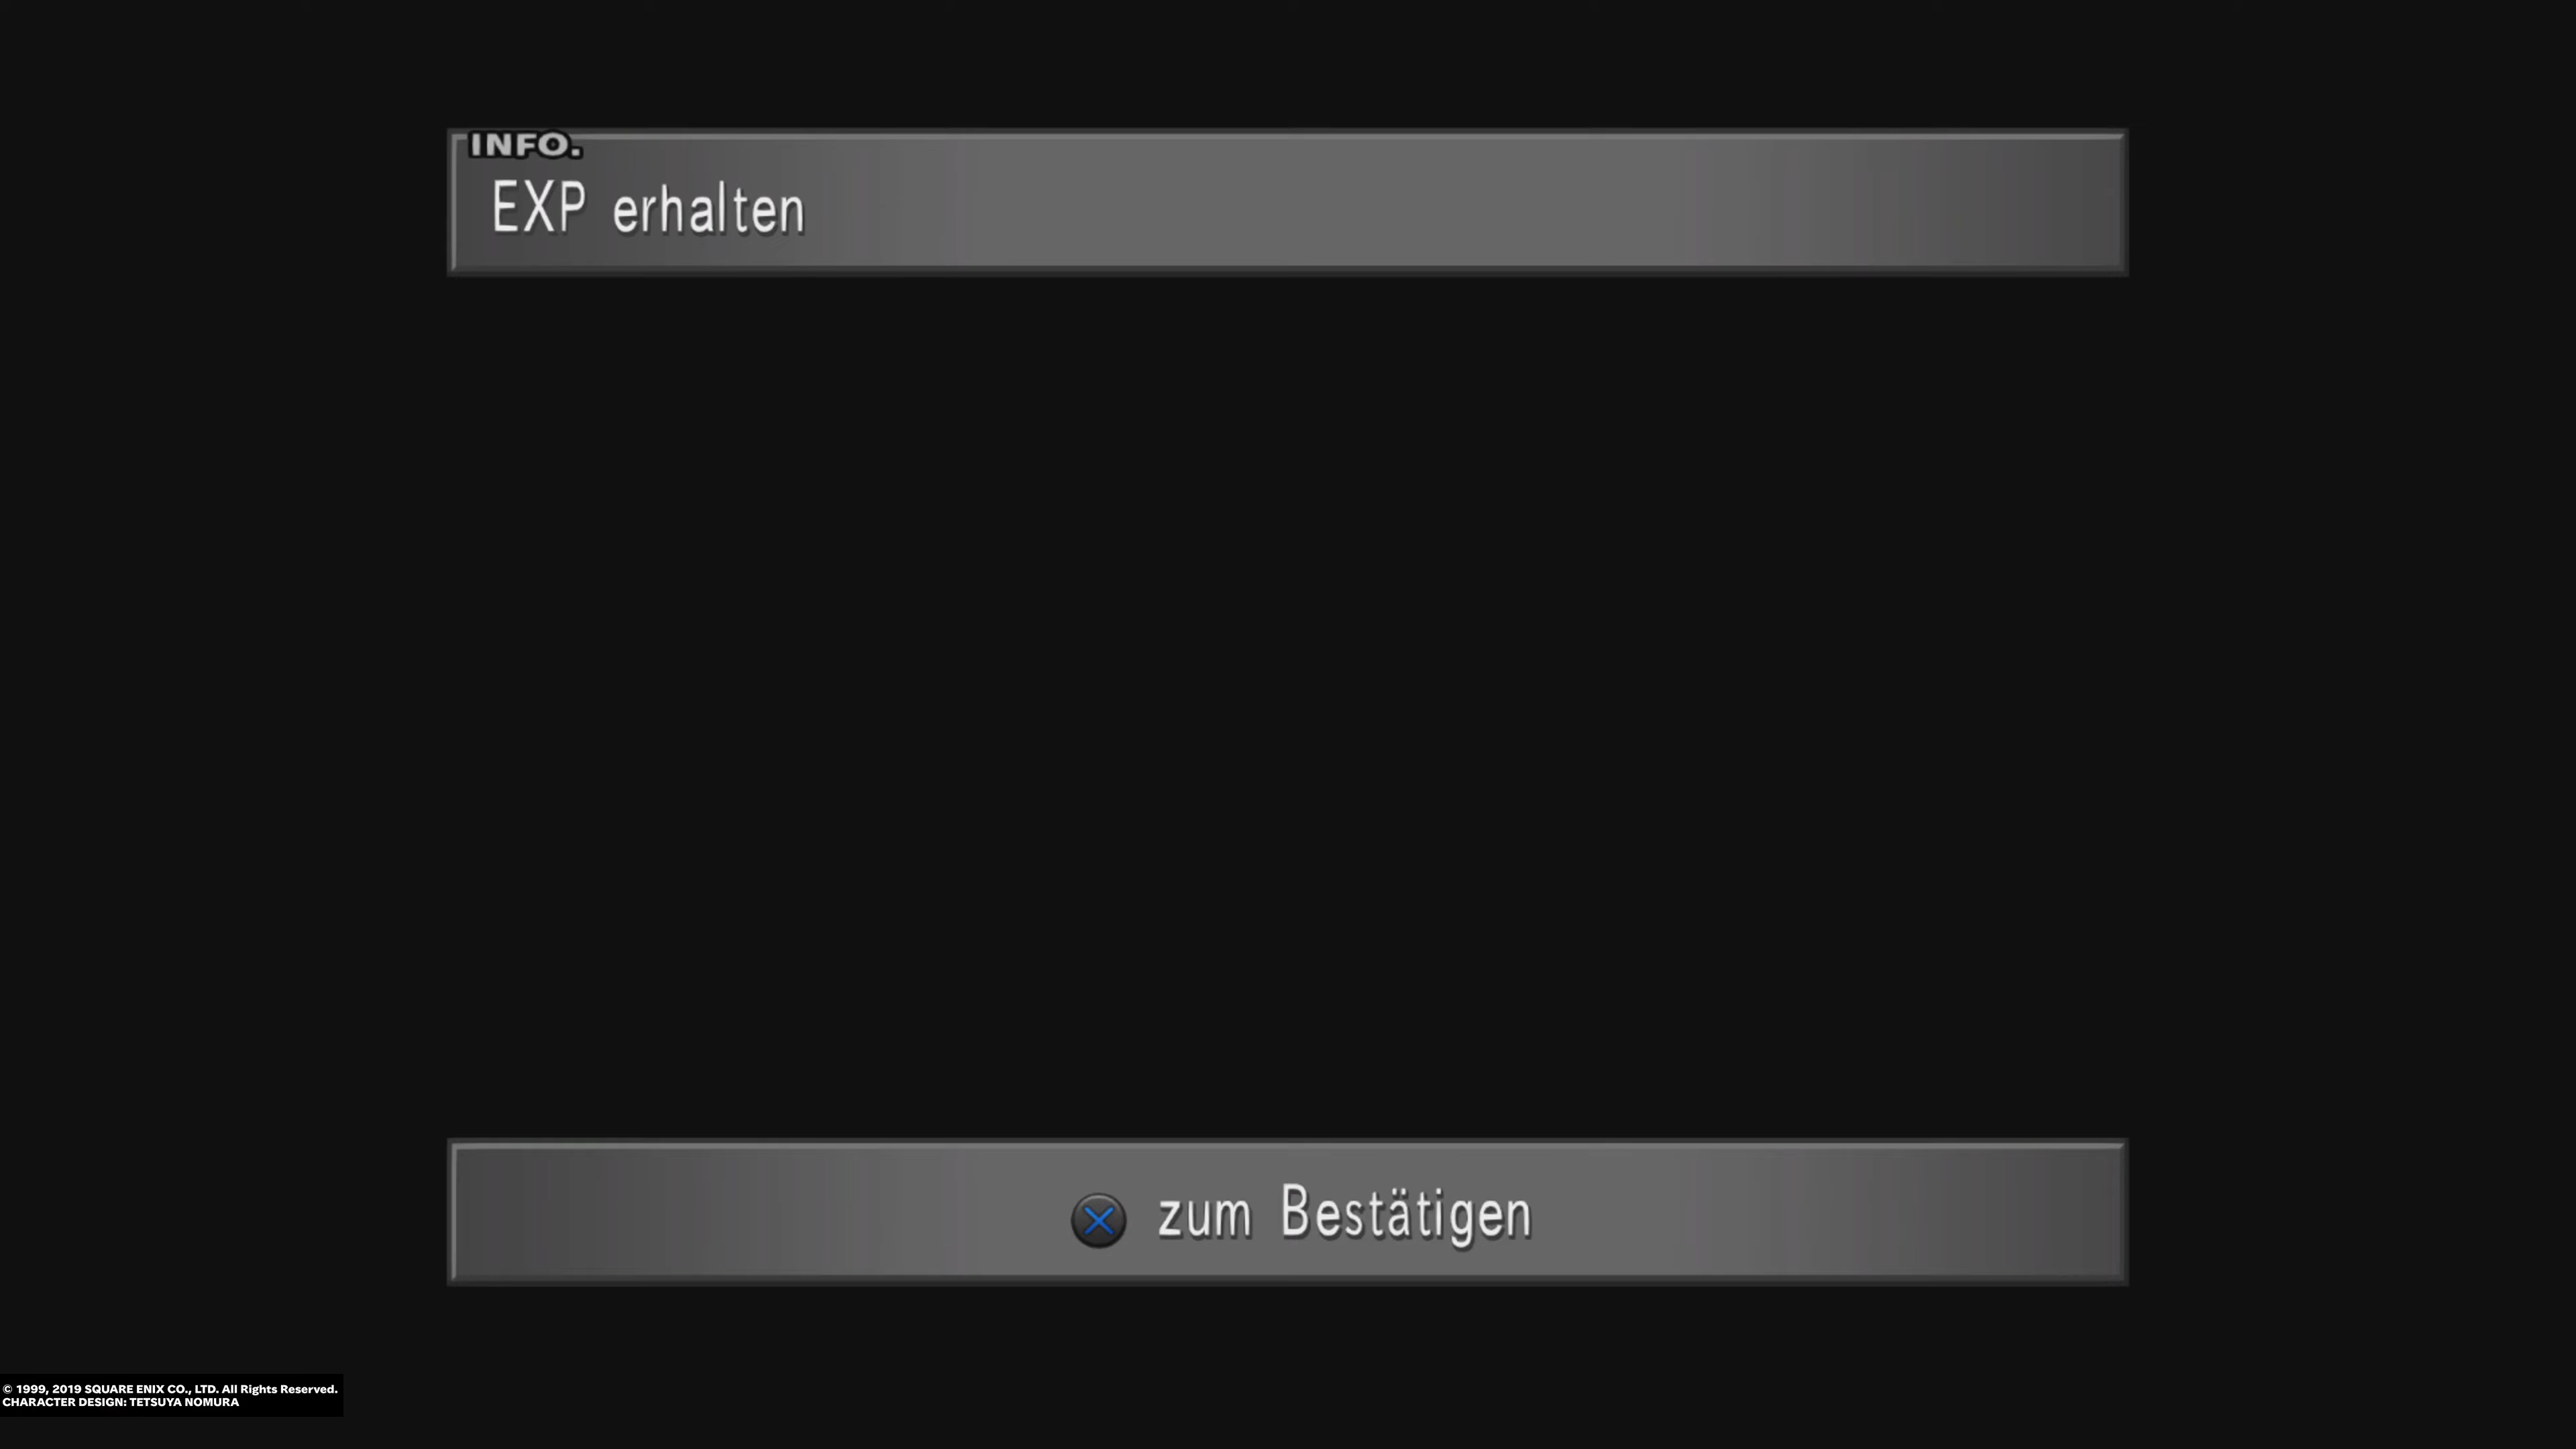 INFO.
EXP erhalten
zum Bestätigen
© 1999, 2019 SQUARE ENIX CO., LTD. All Rights Reserved.
CHARACTER DESIGN: TETSUYA NOMURA